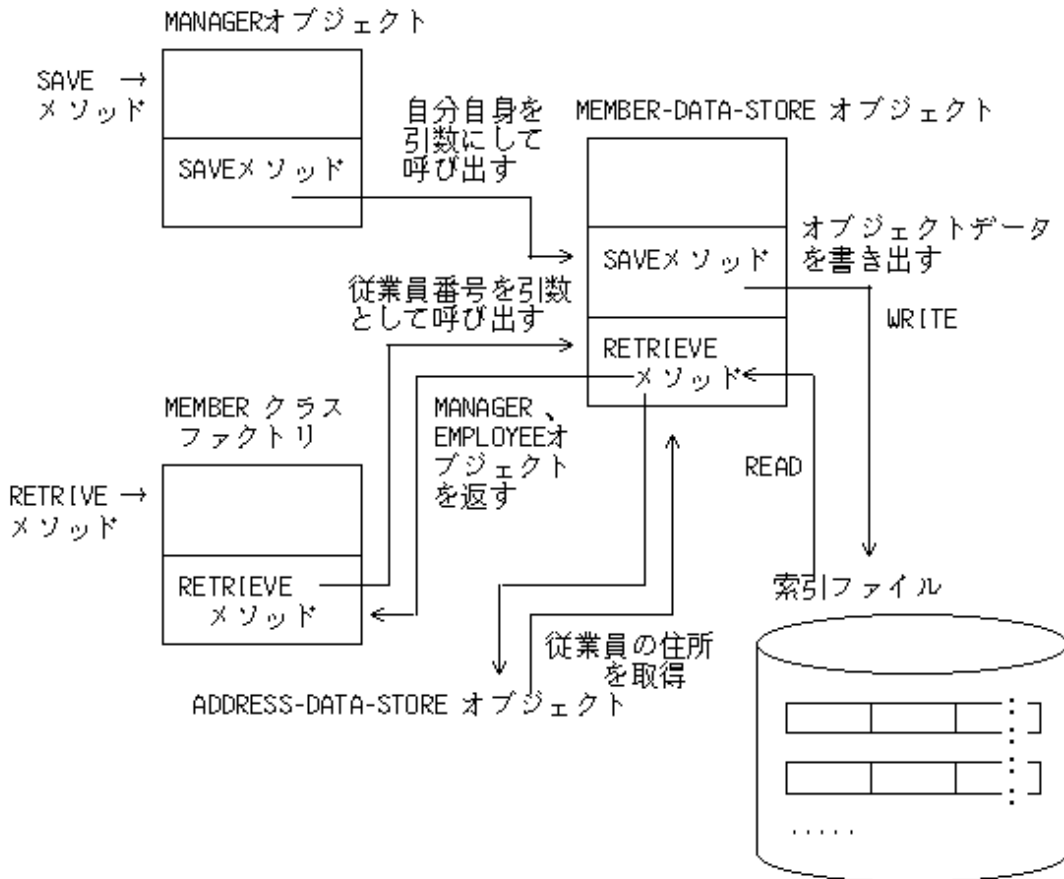 MANAGERオブジェクト
SAVE →
メソッド
SAVEメソッド
自分自身を
引数にして
呼び出す
MEMBER-DATA-STORE オブジェクト
SAVEメソッド
オブジェクトデータ
を書き出す
WRITE
従業員番号を引数
として呼び出す
RETRIEVE
メソッド
MEMBER クラス
ファクトリ
MANAGER、
EMPLOYEEオ
ブジェクト
を返す
READ
RETRIVE →
メソッド
RETRIEVE
メソッド
索引ファイル
従業員の住所
を取得
ADDRESS-DATA-STORE オブジェクト
.....